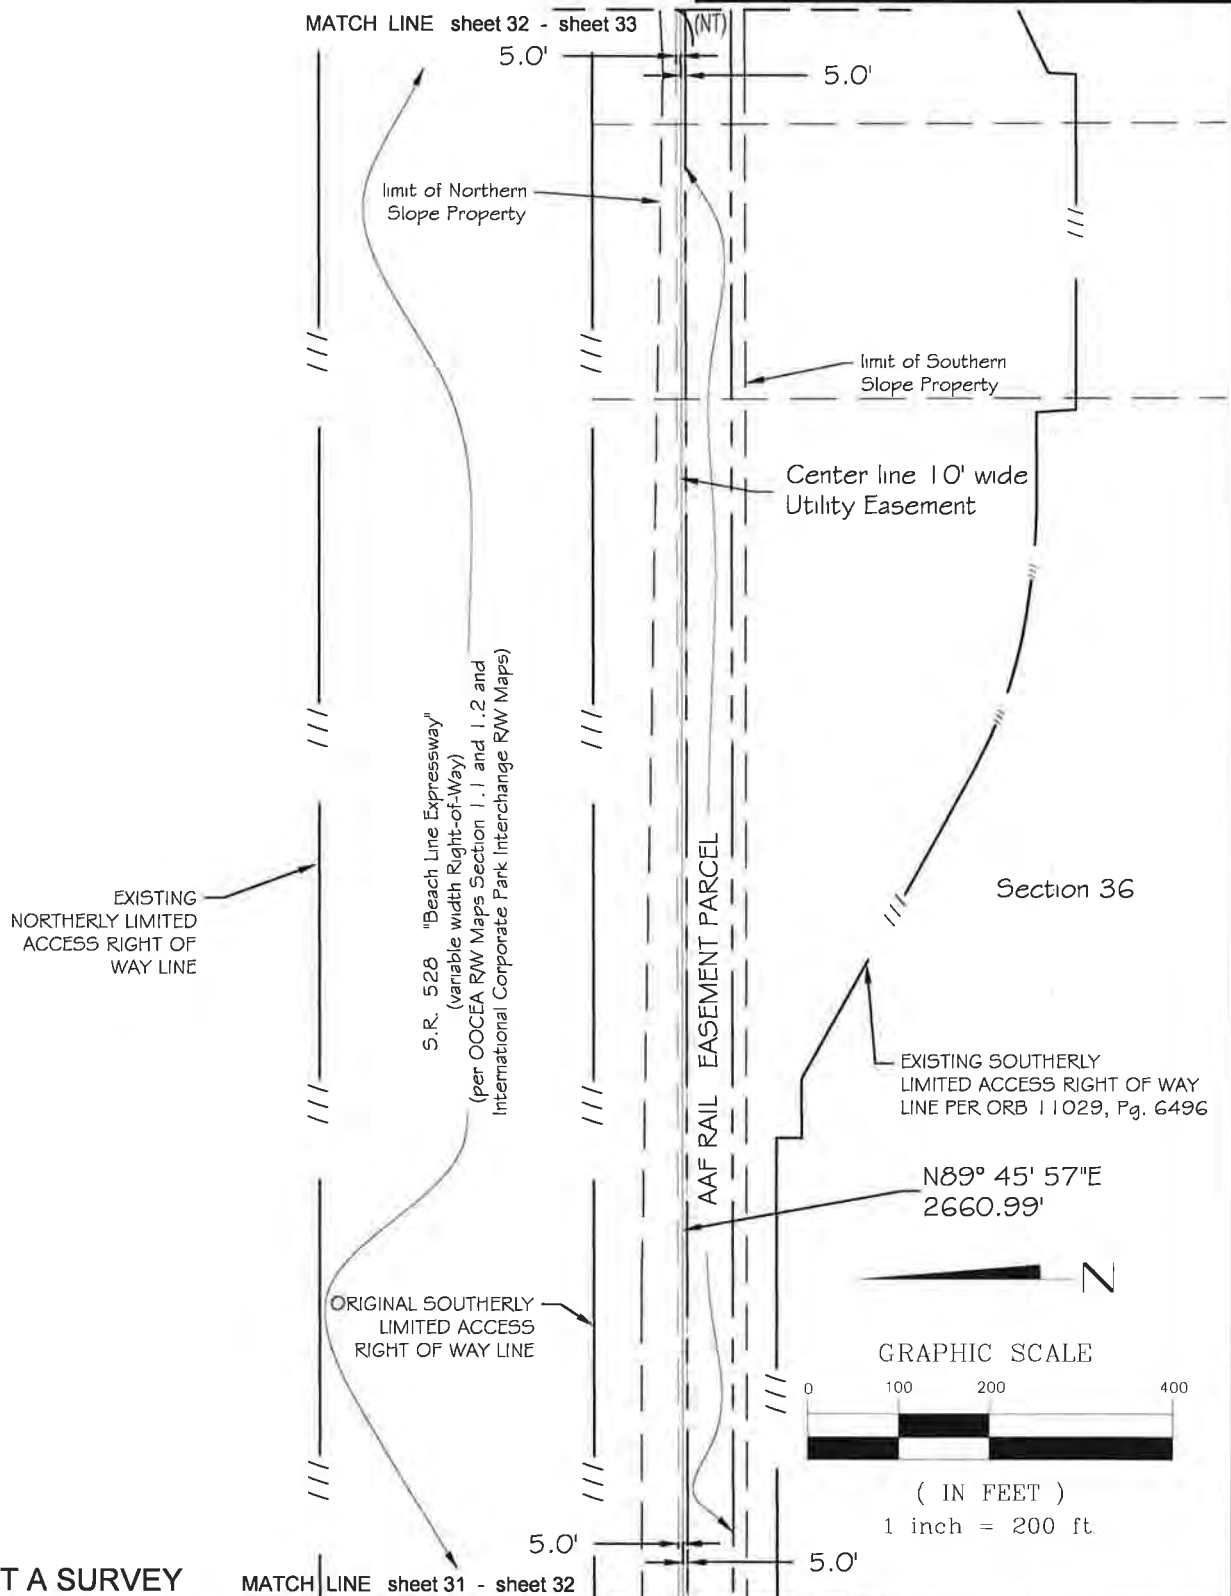 MATCH LINE sheet 32 - sheet 33
(NT)
5.0'
5.0'
limit of Northern
Slope Property
limit of Southern
Slope Property
Center line 10' wide
Utility Easement
S.R. 528 "Beach Line Expressway"
(variable width Right-of-Way)
(per OOCEA R/W Maps Section 1.1 and 1.2 and
International Corporate Park Interchange R/W Maps)
AAF RAIL EASEMENT PARCEL
Section 36
EXISTING
NORTHERLY LIMITED
ACCESS RIGHT OF
WAY LINE
EXISTING SOUTHERLY
LIMITED ACCESS RIGHT OF WAY
LINE PER ORB 11029, Pg. 6496
N89° 45' 57"E
2660.99'
N
ORIGINAL SOUTHERLY
LIMITED ACCESS
RIGHT OF WAY LINE
GRAPHIC SCALE
0 100 200 400
( IN FEET )
1 inch = 200 ft.
5.0'
5.0'
T A SURVEY
MATCH LINE sheet 31 - sheet 32